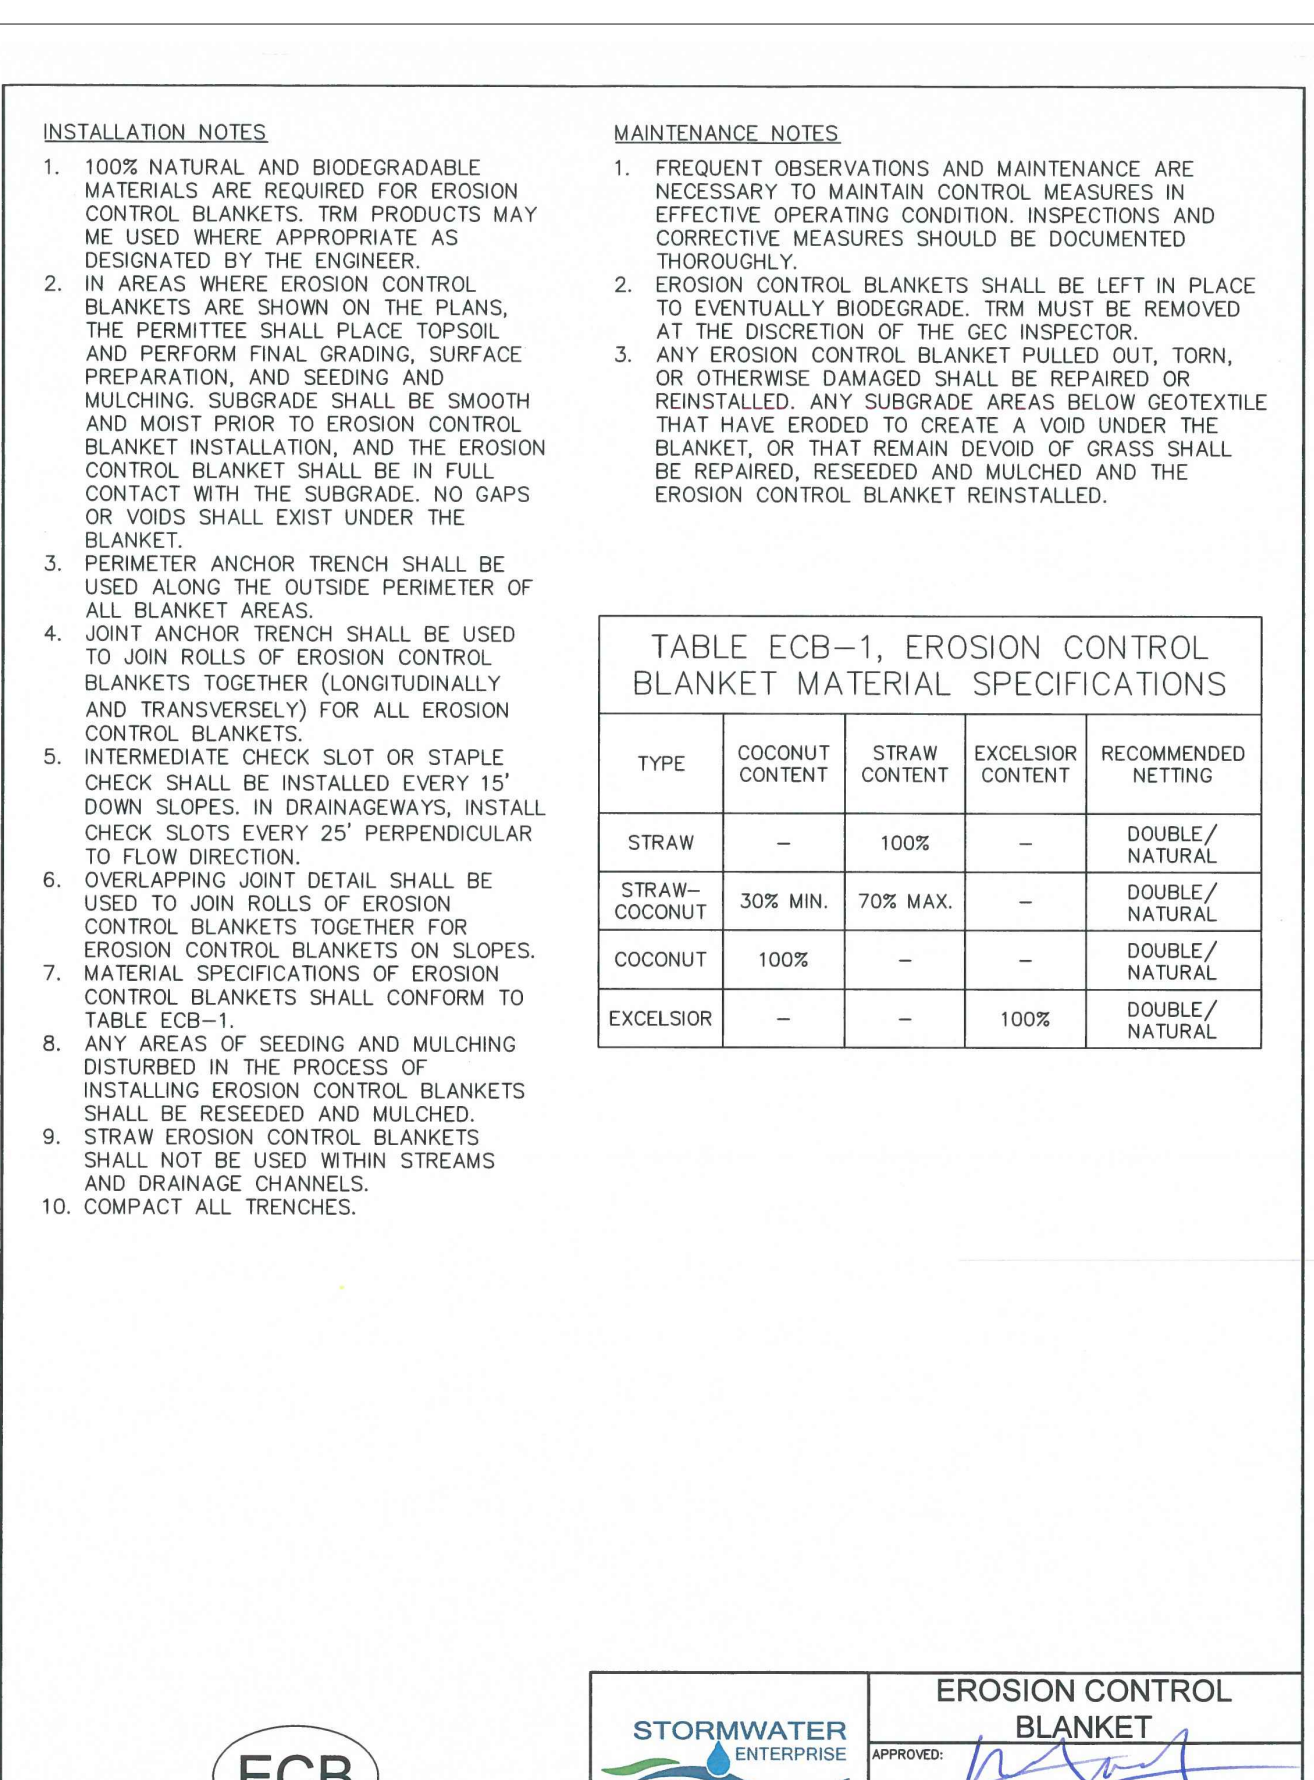 INSTALLATION NOTES
1. 100% NATURAL AND BIODEGRADABLE
MATERIALS ARE REQUIRED FOR EROSION
CONTROL BLANKETS. TRM PRODUCTS MAY
ME USED WHERE APPROPRIATE AS
DESIGNATED BY THE ENGINEER.
2. IN AREAS WHERE EROSION CONTROL
BLANKETS ARE SHOWN ON THE PLANS,
THE PERMITTEE SHALL PLACE TOPSOIL
AND PERFORM FINAL GRADING, SURFACE
PREPARATION, AND SEEDING AND
MULCHING. SUBGRADE SHALL BE SMOOTH
AND MOIST PRIOR TO EROSION CONTROL
BLANKET INSTALLATION, AND THE EROSION
CONTROL BLANKET SHALL BE IN FULL
CONTACT WITH THE SUBGRADE. NO GAPS
OR VOIDS SHALL EXIST UNDER THE
BLANKET.
3. PERIMETER ANCHOR TRENCH SHALL BE
USED ALONG THE OUTSIDE PERIMETER OF
ALL BLANKET AREAS.
4. JOINT ANCHOR TRENCH SHALL BE USED
TO JOIN ROLLS OF EROSION CONTROL
BLANKETS TOGETHER (LONGITUDINALLY
AND TRANSVERSELY) FOR ALL EROSION
CONTROL BLANKETS.
5. INTERMEDIATE CHECK SLOT OR STAPLE
CHECK SHALL BE INSTALLED EVERY 15'
DOWN SLOPES. IN DRAINAGEWAYS, INSTALL
CHECK SLOTS EVERY 25' PERPENDICULAR
TO FLOW DIRECTION.
6. OVERLAPPING JOINT DETAIL SHALL BE
USED TO JOIN ROLLS OF EROSION
CONTROL BLANKETS TOGETHER FOR
EROSION CONTROL BLANKETS ON SLOPES.
7. MATERIAL SPECIFICATIONS OF EROSION
CONTROL BLANKETS SHALL CONFORM TO
TABLE ECB-1.
8. ANY AREAS OF SEEDING AND MULCHING
DISTURBED IN THE PROCESS OF
INSTALLING EROSION CONTROL BLANKETS
SHALL BE RESEEDED AND MULCHED.
9. STRAW EROSION CONTROL BLANKETS
SHALL NOT BE USED WITHIN STREAMS
AND DRAINAGE CHANNELS.
10. COMPACT ALL TRENCHES.
MAINTENANCE NOTES
1. FREQUENT OBSERVATIONS AND MAINTENANCE ARE
NECESSARY TO MAINTAIN CONTROL MEASURES IN
EFFECTIVE OPERATING CONDITION. INSPECTIONS AND
CORRECTIVE MEASURES SHOULD BE DOCUMENTED
THOROUGHLY.
2. EROSION CONTROL BLANKETS SHALL BE LEFT IN PLACE
TO EVENTUALLY BIODEGRADE. TRM MUST BE REMOVED
AT THE DISCRETION OF THE GEC INSPECTOR.
3. ANY EROSION CONTROL BLANKET PULLED OUT, TORN,
OR OTHERWISE DAMAGED SHALL BE REPAIRED OR
REINSTALLED. ANY SUBGRADE AREAS BELOW GEOTEXTILE
THAT HAVE ERODED TO CREATE A VOID UNDER THE
BLANKET, OR THAT REMAIN DEVOID OF GRASS SHALL
BE REPAIRED, RESEEDED AND MULCHED AND THE
EROSION CONTROL BLANKET REINSTALLED.
TABLE ECB-1, EROSION CONTROL
BLANKET MATERIAL SPECIFICATIONS
TYPE COCONUT CONTENT STRAW CONTENT EXCELSIOR CONTENT RECOMMENDED NETTING
STRAW – 100% – DOUBLE/ NATURAL
STRAW- COCONUT 30% MIN. 70% MAX. – DOUBLE/ NATURAL
COCONUT 100% – – DOUBLE/ NATURAL
EXCELSIOR – – 100% DOUBLE/ NATURAL
ECB
STORMWATER
ENTERPRISE
EROSION CONTROL
BLANKET
APPROVED: